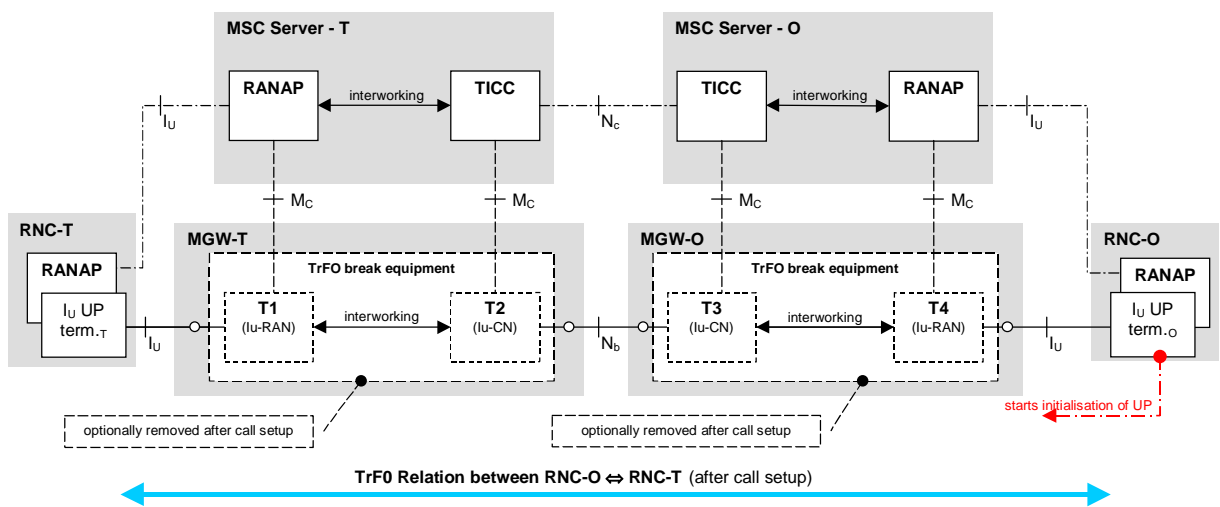 MSC Server - T
MSC Server - O
RANAP
interworking
TICC
TICC
interworking
RANAP
IU
NC
IU
MC
MC
MC
MC
RNC-T
MGW-T
MGW-O
RNC-O
RANAP
TrFO break equipment
TrFO break equipment
RANAP
IU UP
term.T
T1
(Iu-RAN)
interworking
T2
(Iu-CN)
T3
(Iu-CN)
interworking
T4
(Iu-RAN)
IU UP
term.O
IU
Nb
IU
starts initialisation of UP
optionally removed after call setup
optionally removed after call setup
TrF0 Relation between RNC-O ⇔ RNC-T (after call setup)